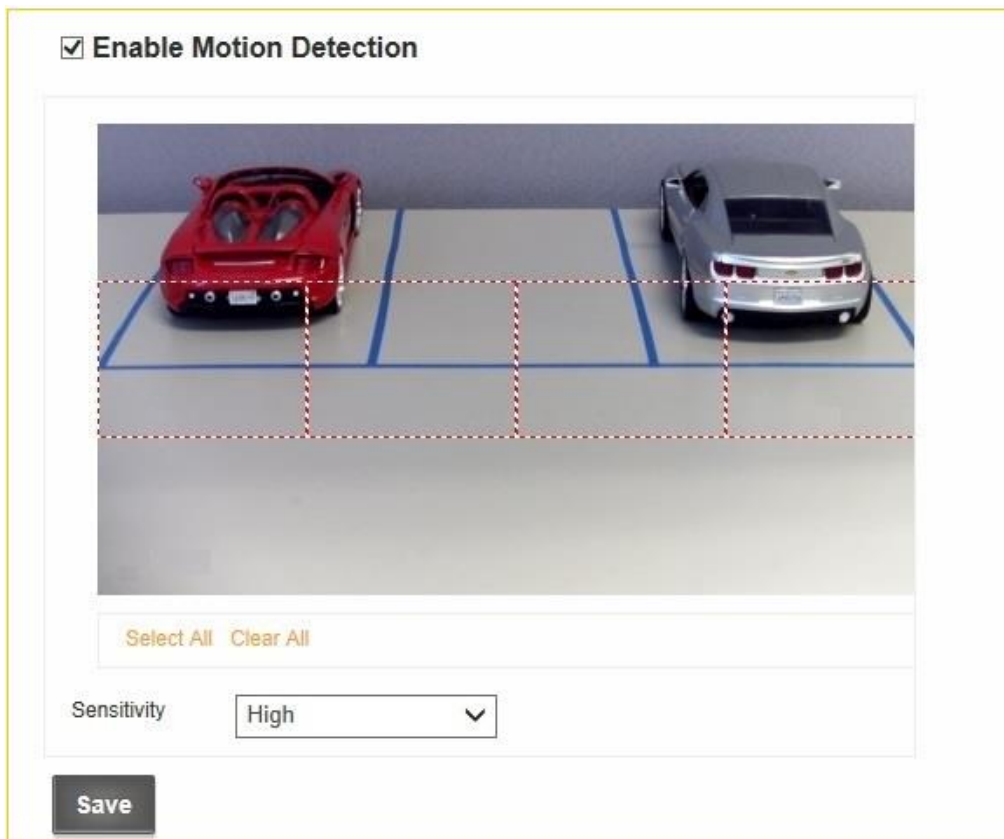 Enable Motion Detection
Select All Clear All
Sensitivity
High
Save